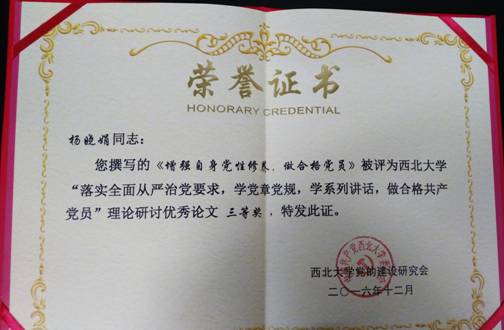 荣誉证书
HONORARY CREDENTIAL
杨晓娟同志：
您撰写的《增强自身党性修养，做合格党员》被评为西北大学
“落实全面从严治党要求，学党章党规，学系列讲话，做合格共产
党员”理论研讨优秀论文 三等奖，特发此证。
西北大学党的建设研究会
二〇一六年十二月